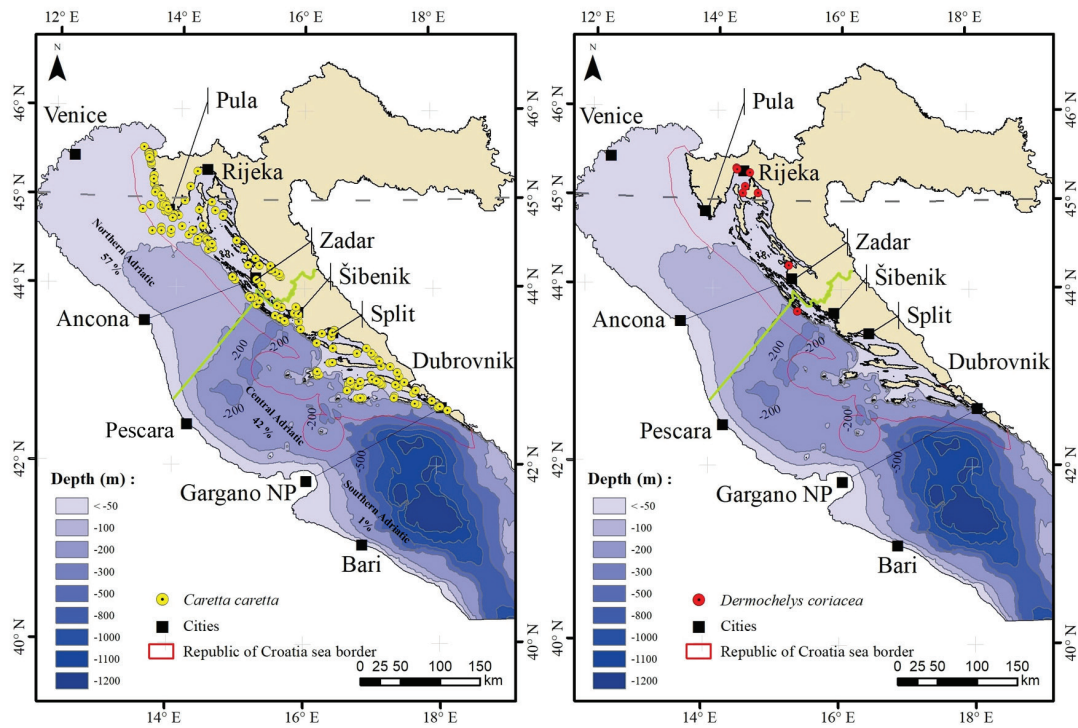 12° E 14° E 16° E 18° E
N
46° N
45° N
44° N
42° N
40° N
Venice
Pula
Rijeka
Zadar
Šibenik
Split
Dubrovnik
Ancona
Pescara
Gargano NP
Bari
Northern Adriatic
57 %
Central Adriatic
42 %
Southern Adriatic
1%
-200
-200
-200
-200
-500
Depth (m) :
< -50
-100
-200
-300
-500
-800
-1000
-1100
-1200
Caretta caretta
Cities
Republic of Croatia sea border
0 25 50 100 150
km
14° E 16° E 18° E
12° E 14° E 16° E 18° E
N
46° N
45° N
44° N
42° N
40° N
Venice
Pula
Rijeka
Zadar
Šibenik
Split
Dubrovnik
Ancona
Pescara
Gargano NP
Bari
-200
-200
-200
-200
-500
Depth (m) :
< -50
-100
-200
-300
-500
-800
-1000
-1100
-1200
Dermochelys coriacea
Cities
Republic of Croatia sea border
0 25 50 100 150
km
14° E 16° E 18° E